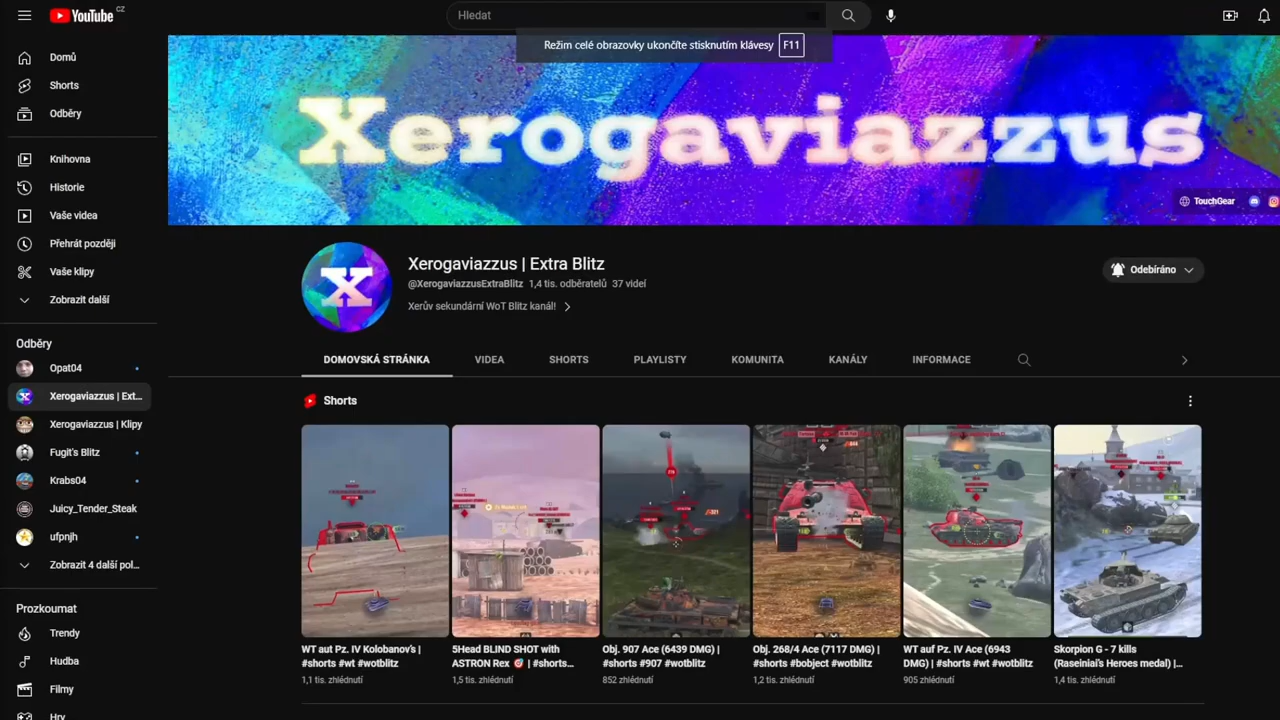 YouTube CZ
Hledat
Režim celé obrazovky ukončíte stisknutím klávesy F11
Domů
Shorts
Odběry
Knihovna
Historie
Vaše videa
Přehrát později
Vaše klipy
Zobrazit další
Odběry
Opat04
Xerogaviazzus | Ext...
Xerogaviazzus | Klipy
Fugit's Blitz
Krabs04
Juicy_Tender_Steak
ufpnjh
Zobrazit 4 další pol...
Prozkoumat
Trendy
Hudba
Filmy
Hry
Xerogaviazzus
TouchGear
X
Xerogaviazzus | Extra Blitz
@XerogaviazzusExtraBlitz 1,4 tis. odběratelů 37 videí
Xerův sekundární WoT Blitz kanál!
Odebíráno
DOMOVSKÁ STRÁNKA VIDEA SHORTS PLAYLISTY KOMUNITA KANÁLY INFORMACE
Shorts
WT aut Pz. IV Kolobanov's |
#shorts #wt #wotblitz
1,1 tis. zhlédnutí
5Head BLIND SHOT with
ASTRON Rex 🎯 | #shorts...
1,5 tis. zhlédnutí
Obj. 907 Ace (6439 DMG) |
#shorts #907 #wotblitz
852 zhlédnutí
Obj. 268/4 Ace (7117 DMG) |
#shorts #bobject #wotblitz
1,2 tis. zhlédnutí
WT auf Pz. IV Ace (6943
DMG) | #shorts #wt #wotblitz
905 zhlédnutí
Skorpion G - 7 kills
(Raseiniai's Heroes medal) |...
1,4 tis. zhlédnutí